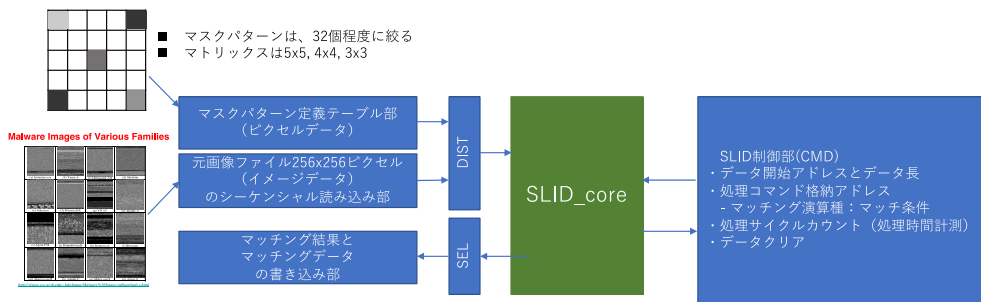 ■ マスクパターンは、32個程度に絞る
■ マトリックスは5x5, 4x4, 3x3
マスクパターン定義テーブル部
（ピクセルデータ）
Malware Images of Various Families
元画像ファイル256x256ピクセル
（イメージデータ）
のシーケンシャル読み込み部
マッチング結果と
マッチングデータ
の書き込み部
DIST
SEL
SLID_core
SLID制御部(CMD)
・データ開始アドレスとデータ長
・処理コマンド格納アドレス
- マッチング演算種：マッチ条件
・処理サイクルカウント（処理時間計測）
・データクリア